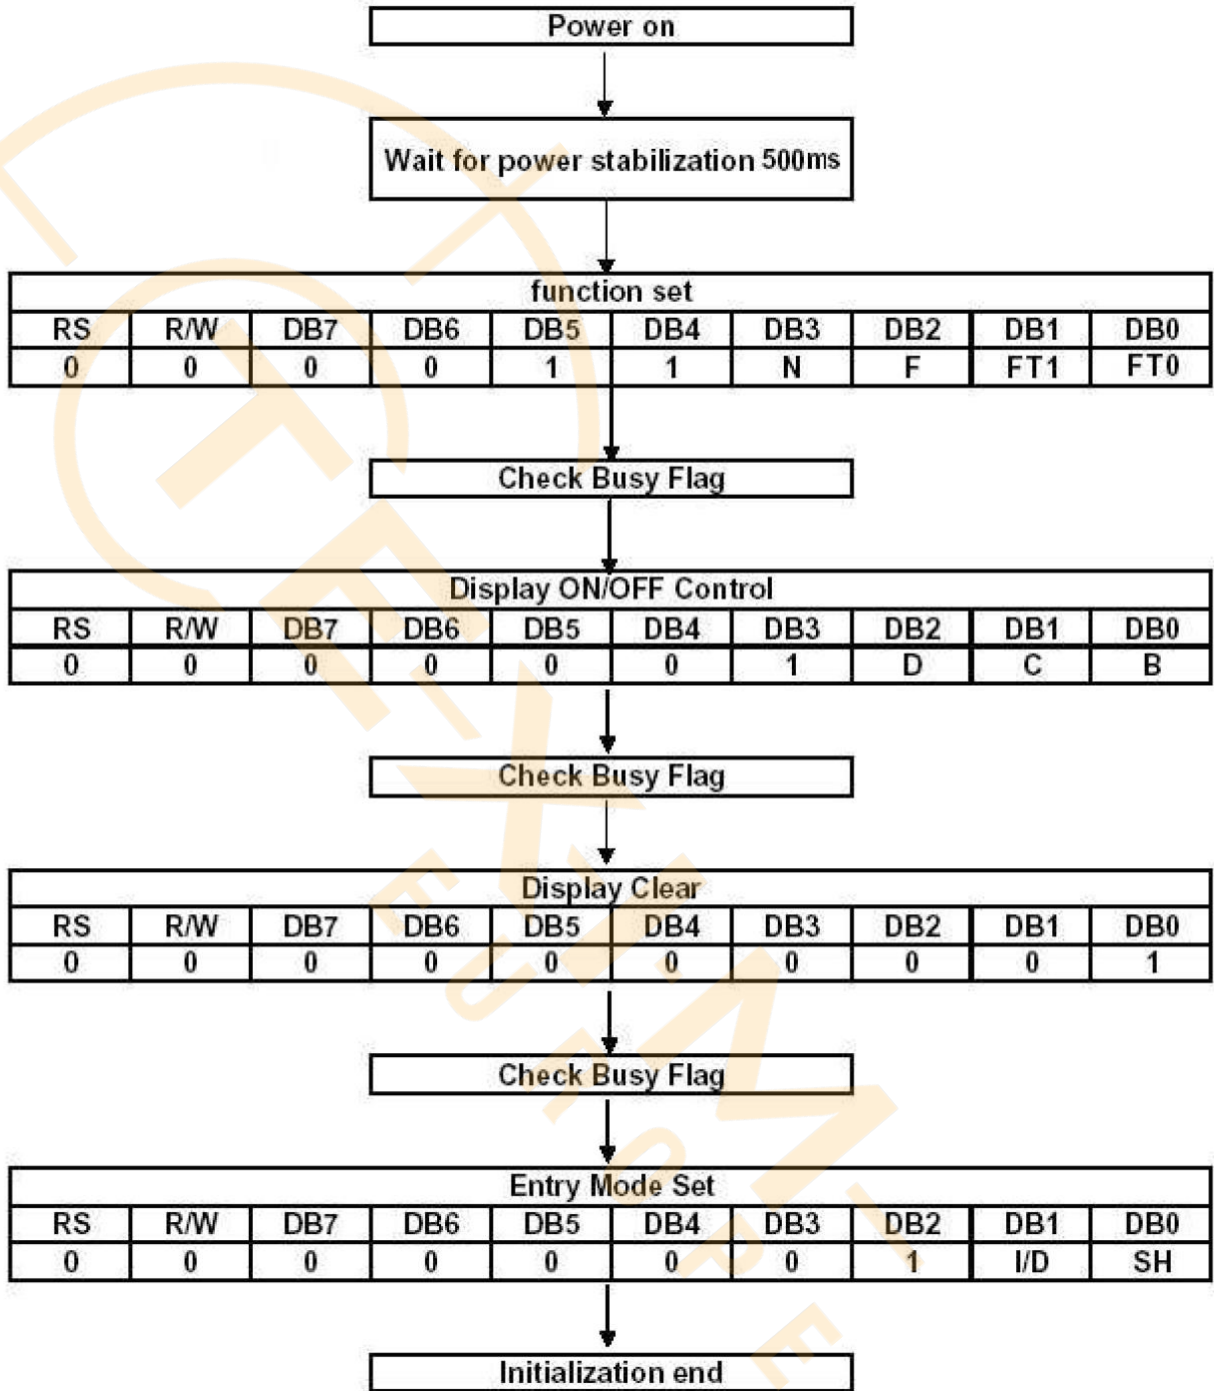 Power on
Wait for power stabilization 500ms
function set
RS R/W DB7 DB6 DB5 DB4 DB3 DB2 DB1 DB0
0 0 0 0 1 1 N F FT1 FT0
Check Busy Flag
Display ON/OFF Control
RS R/W DB7 DB6 DB5 DB4 DB3 DB2 DB1 DB0
0 0 0 0 0 0 1 D C B
Check Busy Flag
Display Clear
RS R/W DB7 DB6 DB5 DB4 DB3 DB2 DB1 DB0
0 0 0 0 0 0 0 0 0 1
Check Busy Flag
Entry Mode Set
RS R/W DB7 DB6 DB5 DB4 DB3 DB2 DB1 DB0
0 0 0 0 0 0 0 1 I/D SH
Initialization end
TEXIM
EUROPE